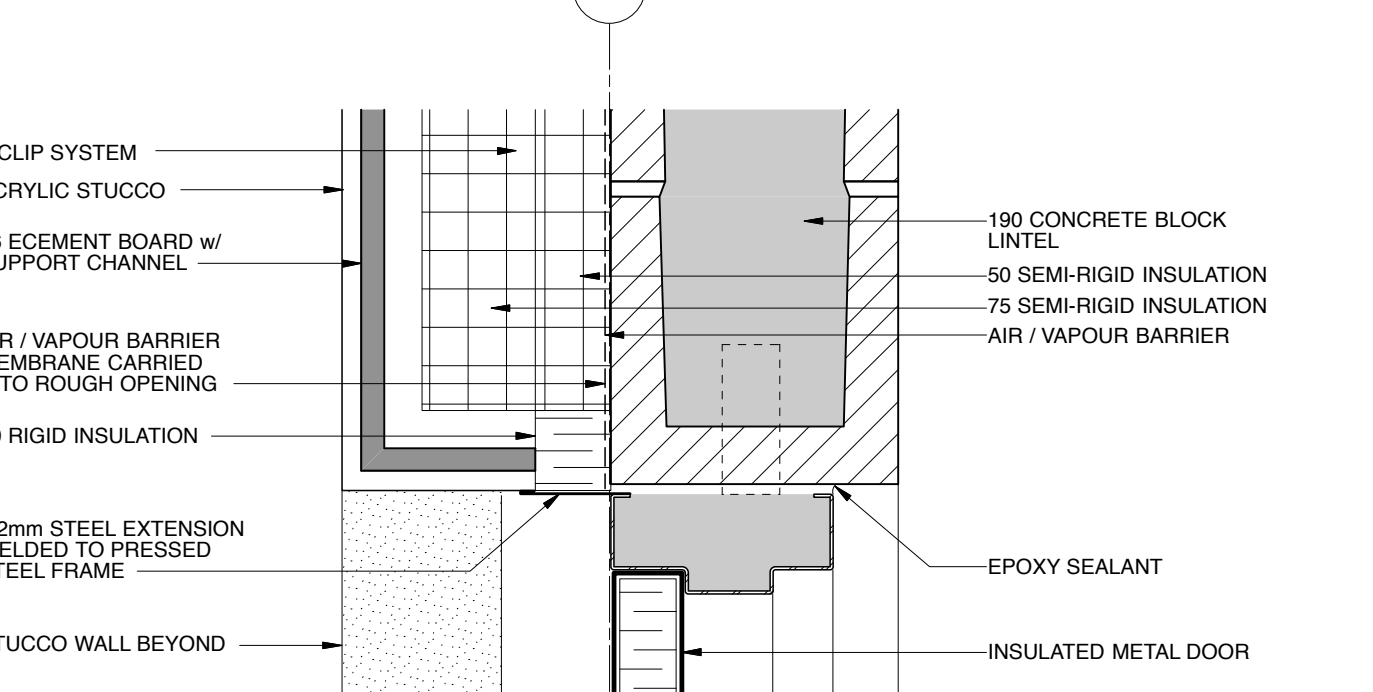 CLIP SYSTEM
CRYLIC STUCCO
ECEMENT BOARD w/
UPPORT CHANNEL
R / VAPOUR BARRIER
EMBRANE CARRIED
TO ROUGH OPENING
RIGID INSULATION
2mm STEEL EXTENSION
ELDED TO PRESSED
TEEL FRAME
TUCCO WALL BEYOND
190 CONCRETE BLOCK
LINTEL
50 SEMI-RIGID INSULATION
75 SEMI-RIGID INSULATION
AIR / VAPOUR BARRIER
EPOXY SEALANT
INSULATED METAL DOOR